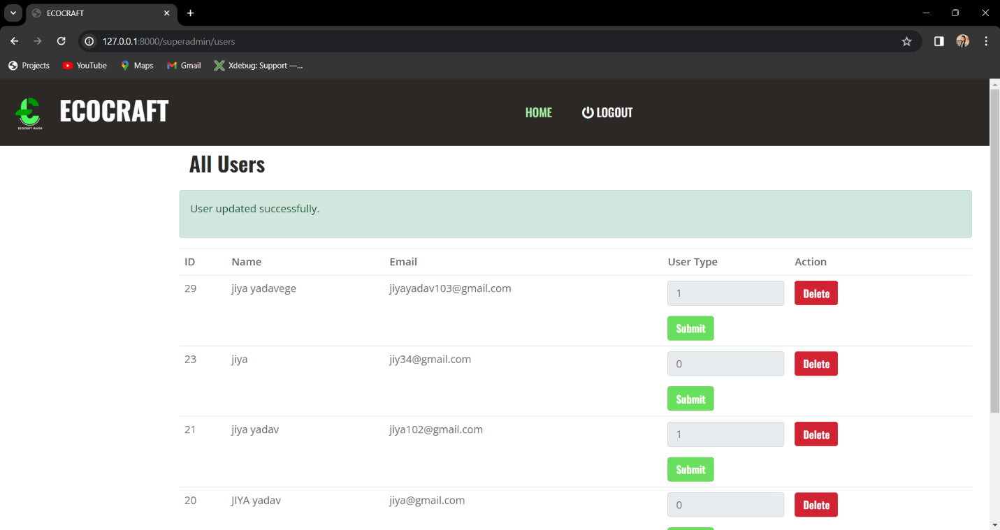 ECOCRAFT
127.0.0.1:8000/superadmin/users
Projects YouTube Maps Gmail Xdebug: Support —...
ECOCRAFT HAVEN
ECOCRAFT HOME LOGOUT
All Users
User updated successfully.
ID Name Email User Type Action
29 jiya yadavege jiyayadav103@gmail.com 1 Delete
Submit
23 jiya jiy34@gmail.com 0 Delete
Submit
21 jiya yadav jiya102@gmail.com 1 Delete
Submit
20 JIYA yadav jiya@gmail.com 0 Delete